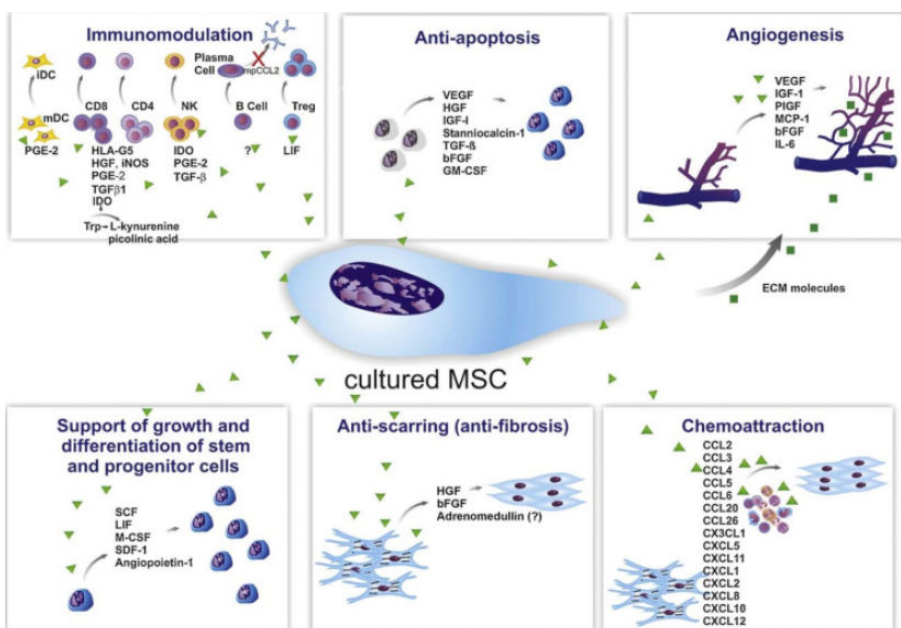 Immunomodulation
iDC
mDC
PGE-2
CD8
HLA-G5
HGF, iNOS
PGE-2
TGFβ1
IDO
Trp→L-kynurenine
picolinic acid
CD4
NK
IDO
PGE-2
TGF-β
Plasma
Cell
mpCCL2
B Cell
?
Treg
LIF
Anti-apoptosis
VEGF
HGF
IGF-I
Stanniocalcin-1
TGF-ß
bFGF
GM-CSF
Angiogenesis
VEGF
IGF-1
PIGF
MCP-1
bFGF
IL-6
ECM molecules
cultured MSC
Support of growth and
differentiation of stem
and progenitor cells
SCF
LIF
M-CSF
SDF-1
Angiopoietin-1
Anti-scarring (anti-fibrosis)
HGF
bFGF
Adrenomedullin (?)
Chemoattraction
CCL2
CCL3
CCL4
CCL5
CCL6
CCL20
CCL26
CX3CL1
CXCL5
CXCL11
CXCL1
CXCL2
CXCL8
CXCL10
CXCL12